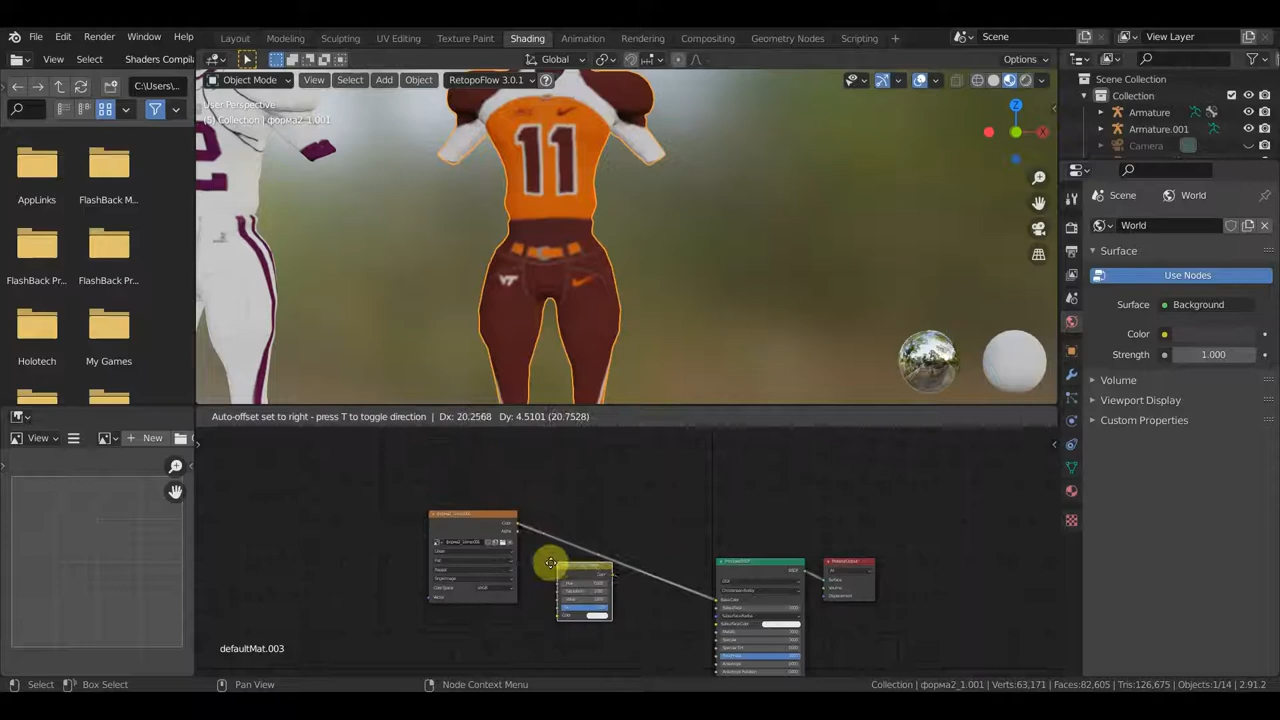 File Edit Render Window Help
Layout Modeling Sculpting UV Editing Texture Paint Shading Animation Rendering Compositing Geometry Nodes Scripting +
Scene View Layer
View Select Shaders Compila
Global Options
C:\Users\...
Object Mode View Select Add Object RetopoFlow 3.0.1
User Perspective
(5) Collection | форма2_1.001
Scene Collection
Collection
Armature
Armature.001
Camera
Z
X
11
2
VT
AppLinks FlashBack M...
FlashBack Pr... FlashBack Pr...
Holotech My Games
Scene World
World
Surface
Use Nodes
Surface Background
Color
Strength 1.000
Volume
Viewport Display
Custom Properties
Auto-offset set to right - press T to toggle direction | Dx: 20.2568 Dy: 4.5101 (20.7528)
View New
defaultMat.003
Select Box Select Pan View Node Context Menu
Collection | форма2_1.001 | Verts:63,171 | Faces:82,605 | Tris:126,675 | Objects:1/14 | 2.91.2